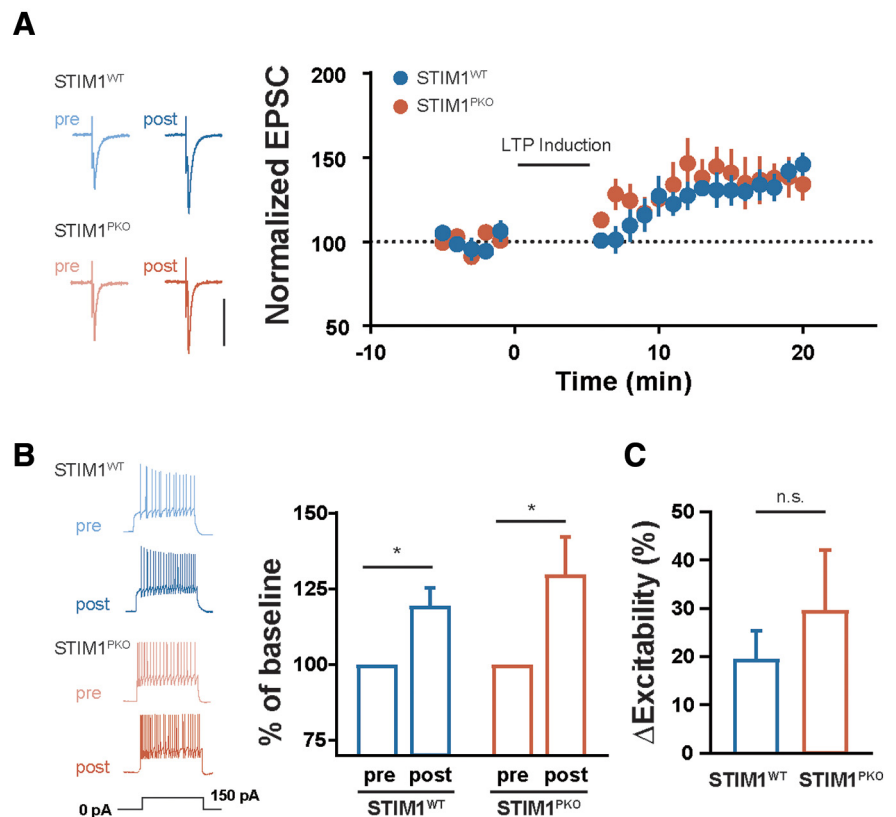 A
STIM1WT
pre post
STIM1PKO
pre post
Normalized EPSC
200
150
100
50
STIM1WT
STIM1PKO
LTP Induction
-10 0 10 20
Time (min)
B
STIM1WT
pre
post
STIM1PKO
pre
post
0 pA 150 pA
% of baseline
150
125
100
75
* *
pre post pre post
STIM1WT STIM1PKO
C
ΔExcitability (%)
50
40
30
20
10
0
n.s.
STIM1WT STIM1PKO